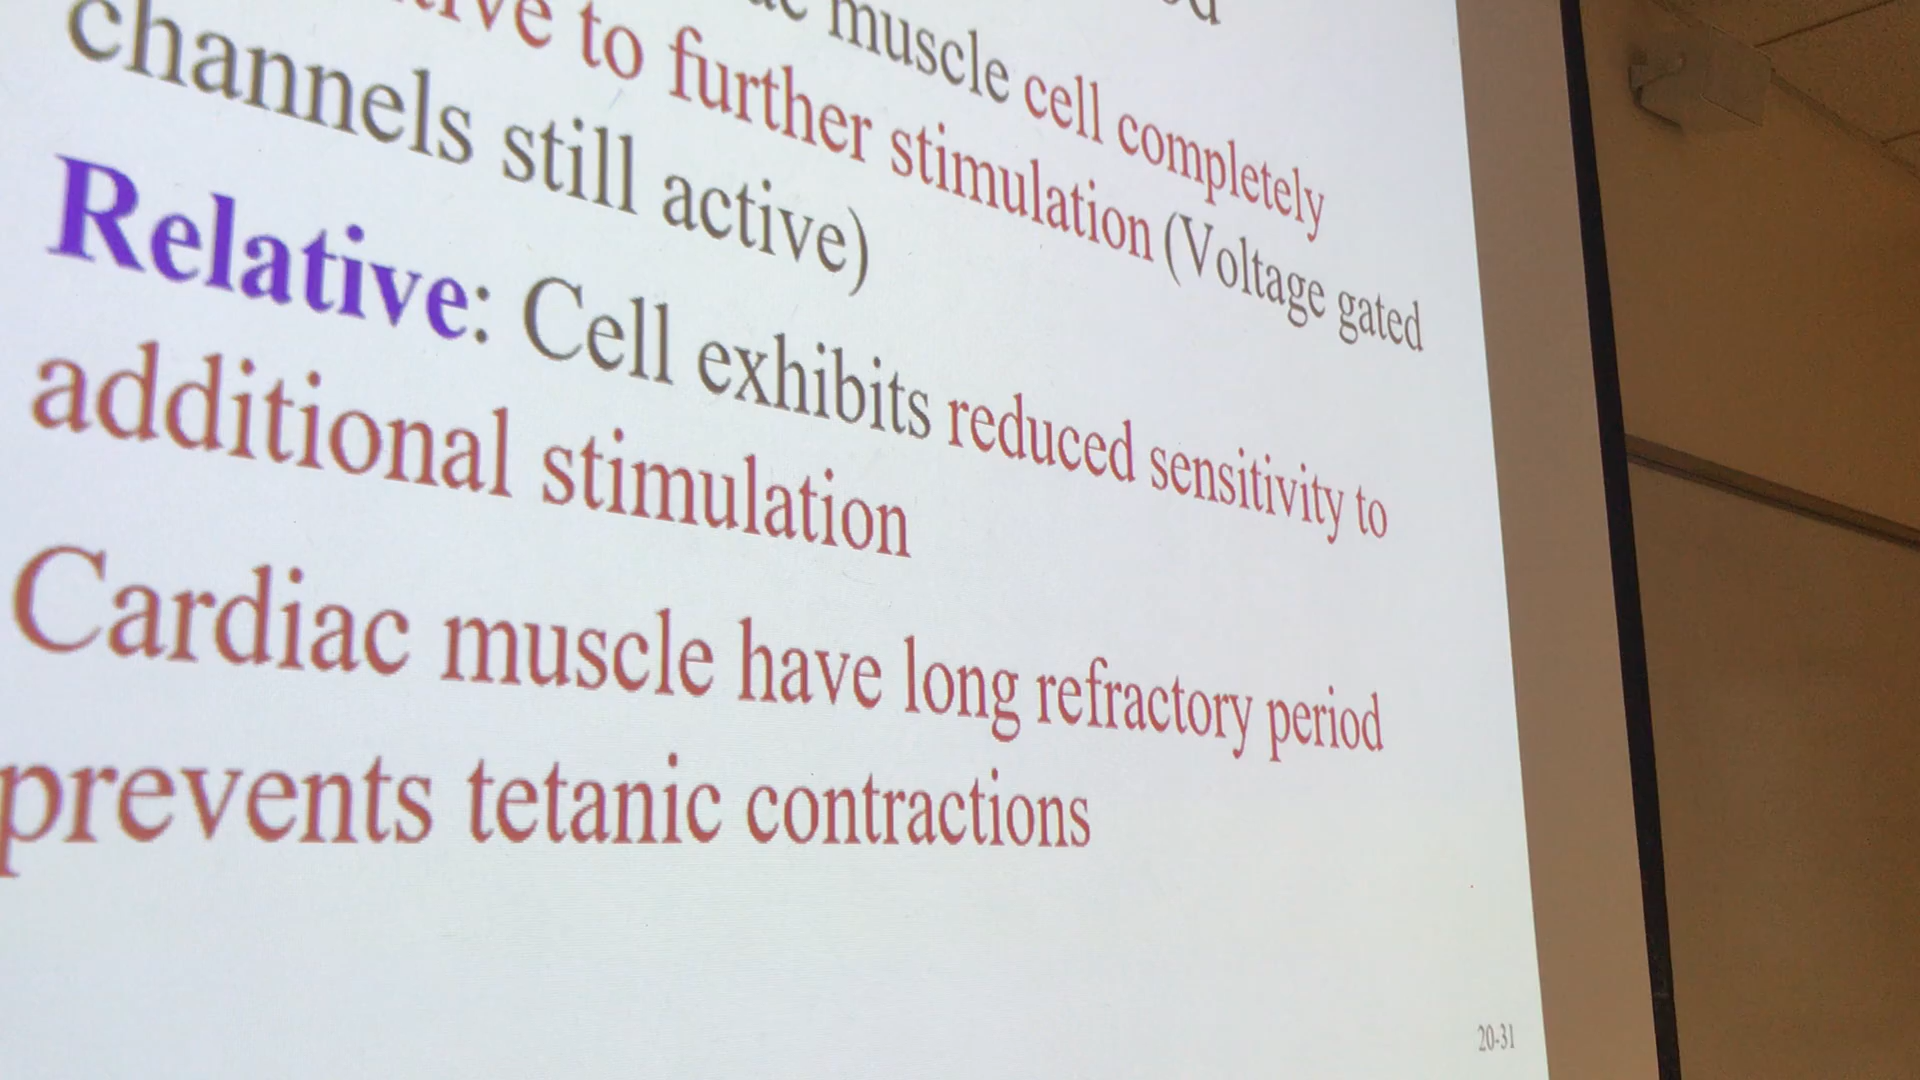 muscle cell completely
to further stimulation (Voltage gated
channels still active)
Relative: Cell exhibits reduced sensitivity to
additional stimulation
Cardiac muscle have long refractory period
prevents tetanic contractions
20-31